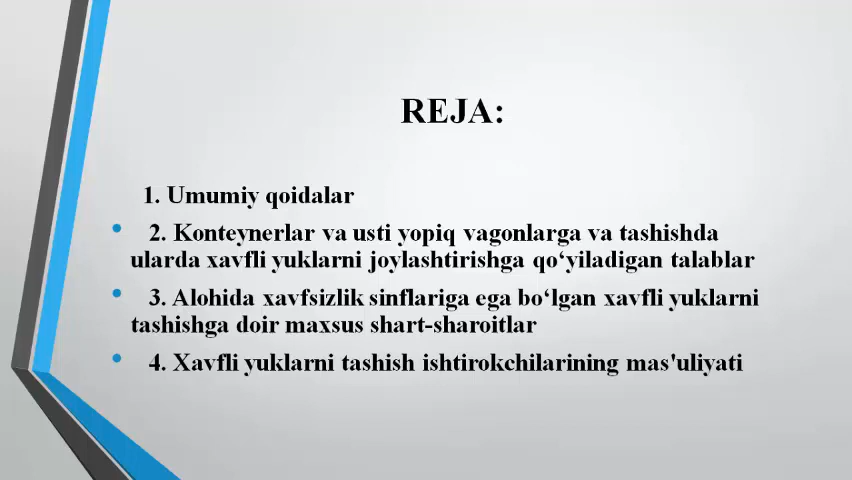 REJA:
1. Umumiy qoidalar
• 2. Konteynerlar va usti yopiq vagonlarga va tashishda
ularda xavfli yuklarni joylashtirishga qo‘yiladigan talablar
• 3. Alohida xavfsizlik sinflariga ega bo‘lgan xavfli yuklarni
tashishga doir maxsus shart-sharoitlar
• 4. Xavfli yuklarni tashish ishtirokchilarining mas'uliyati